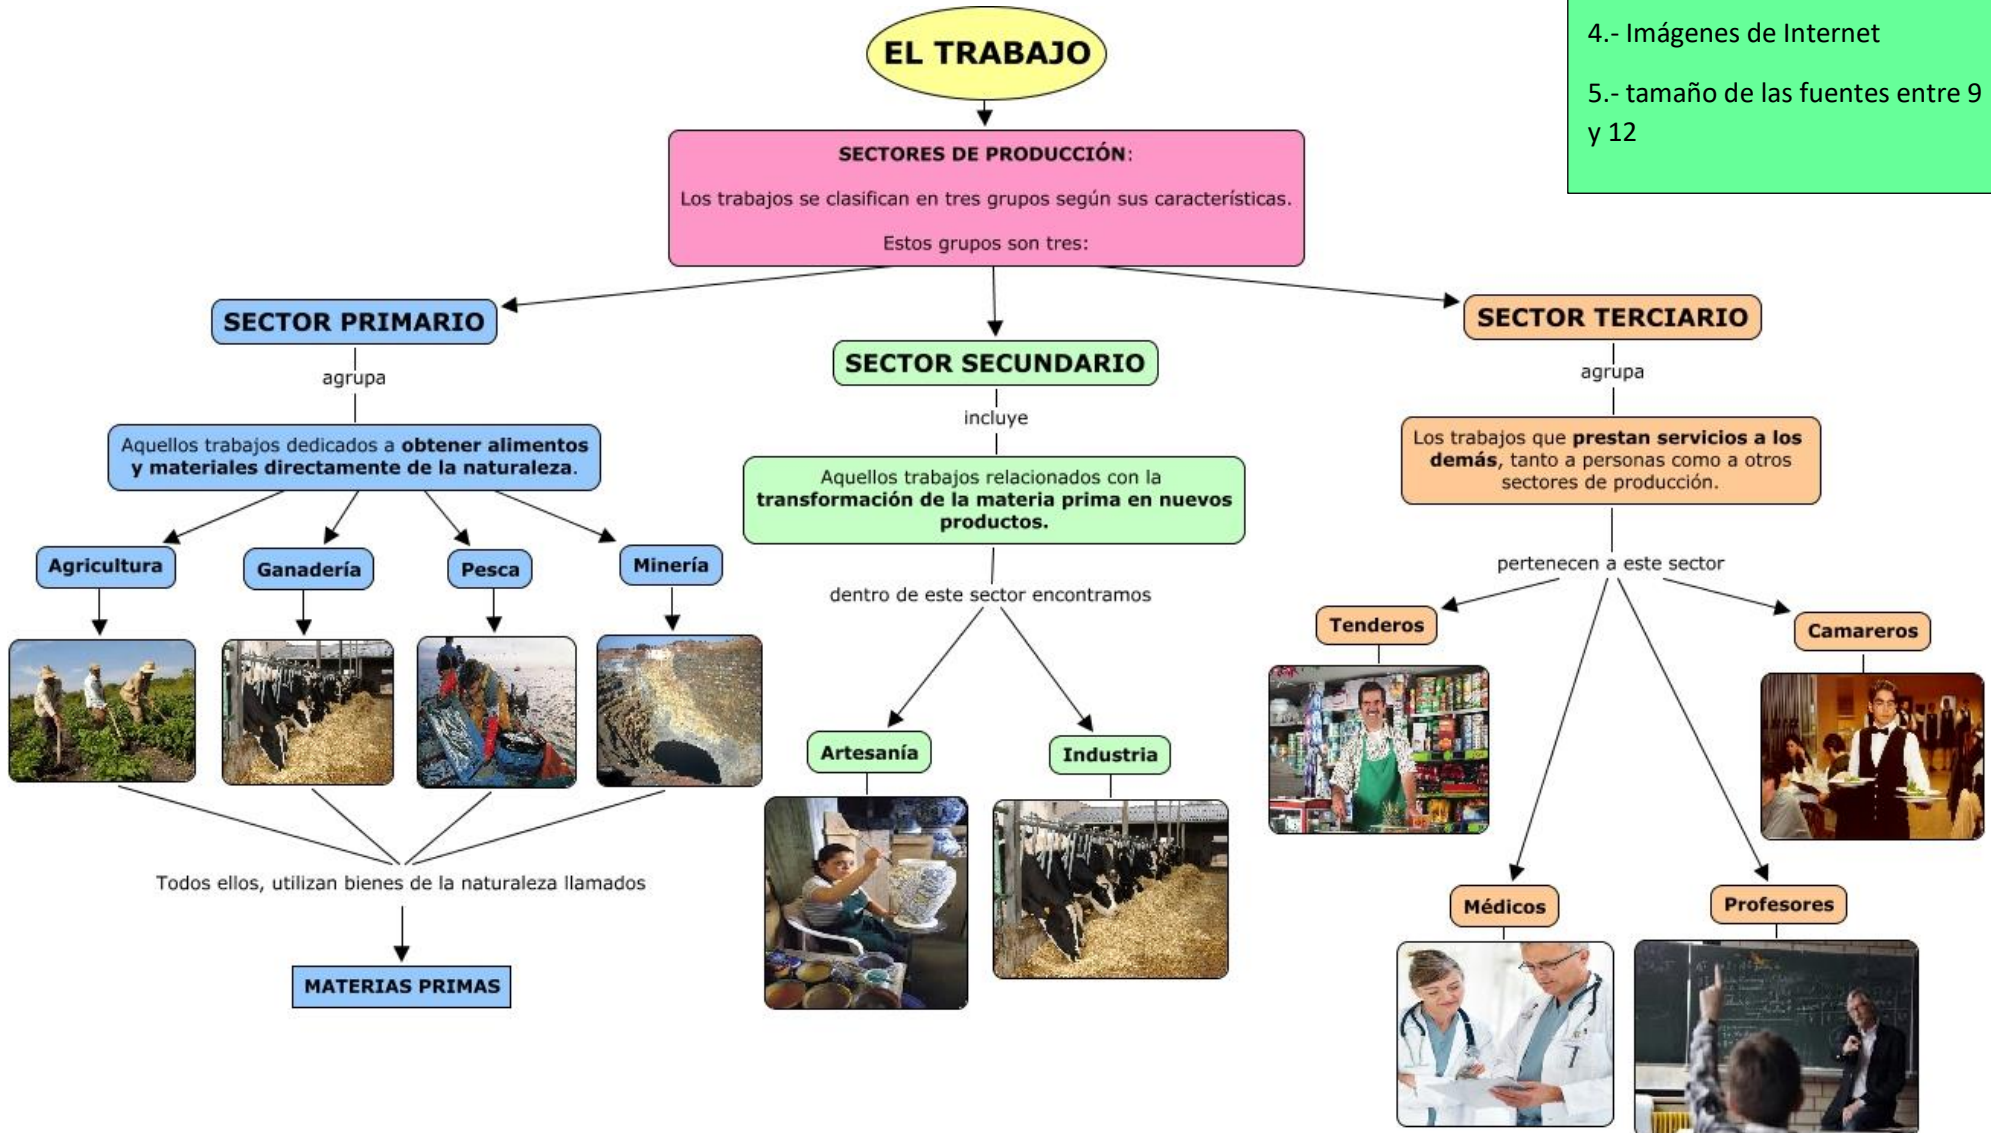 4.- Imágenes de Internet
5.- tamaño de las fuentes entre 9
y 12
EL TRABAJO
SECTORES DE PRODUCCIÓN:
Los trabajos se clasifican en tres grupos según sus características.
Estos grupos son tres:
SECTOR PRIMARIO
agrupa
Aquellos trabajos dedicados a obtener alimentos
y materiales directamente de la naturaleza.
Agricultura
Ganadería
Pesca
Minería
Todos ellos, utilizan bienes de la naturaleza llamados
MATERIAS PRIMAS
SECTOR SECUNDARIO
incluye
Aquellos trabajos relacionados con la
transformación de la materia prima en nuevos
productos.
dentro de este sector encontramos
Artesanía
Industria
SECTOR TERCIARIO
agrupa
Los trabajos que prestan servicios a los
demás, tanto a personas como a otros
sectores de producción.
pertenecen a este sector
Tenderos
Camareros
Médicos
Profesores